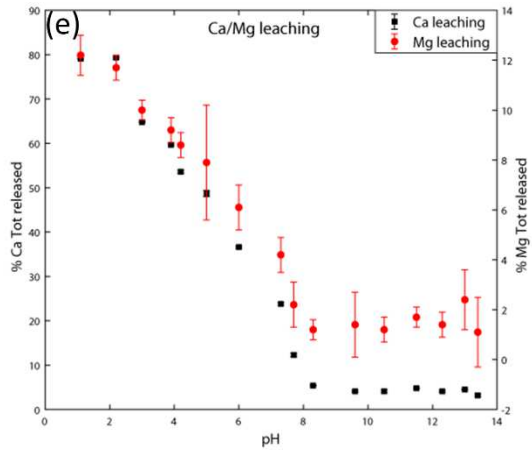 (e)
Ca/Mg leaching
Ca leaching
Mg leaching
% Ca Tot released
90
80
70
60
50
40
30
20
10
0
% Mg Tot released
14
12
10
8
6
4
2
0
-2
0 2 4 6 8 10 12 14
pH